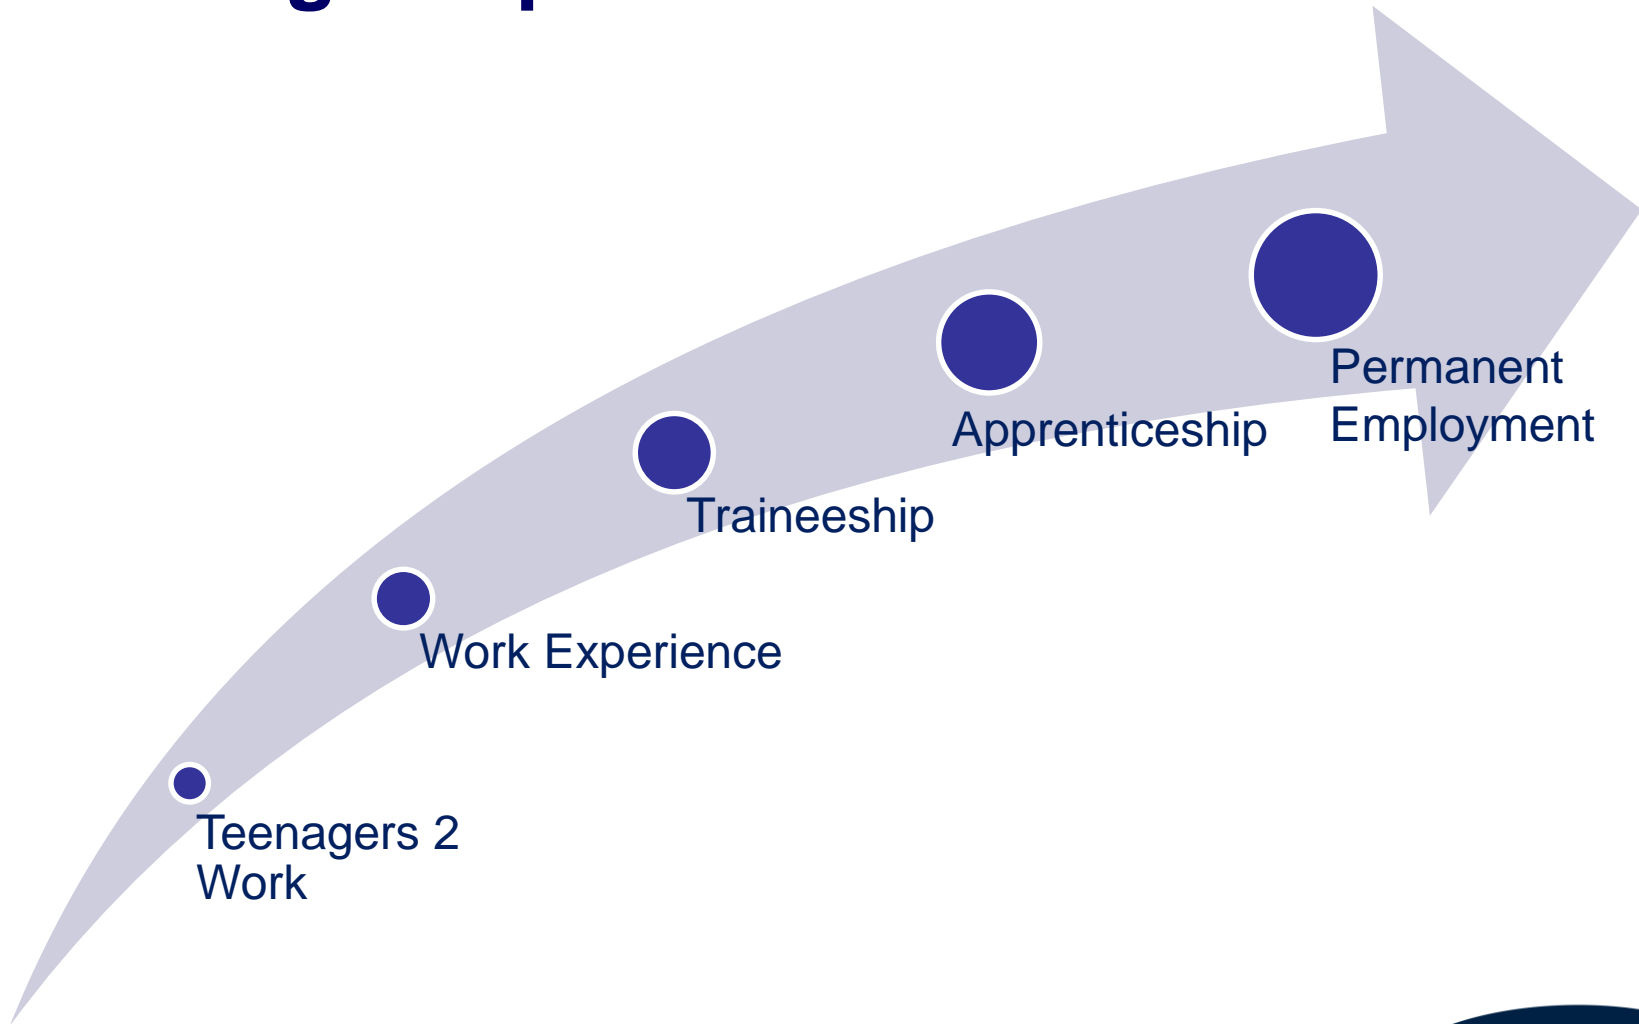 Permanent
Employment
Apprenticeship
Traineeship
Work Experience
Teenagers 2
Work